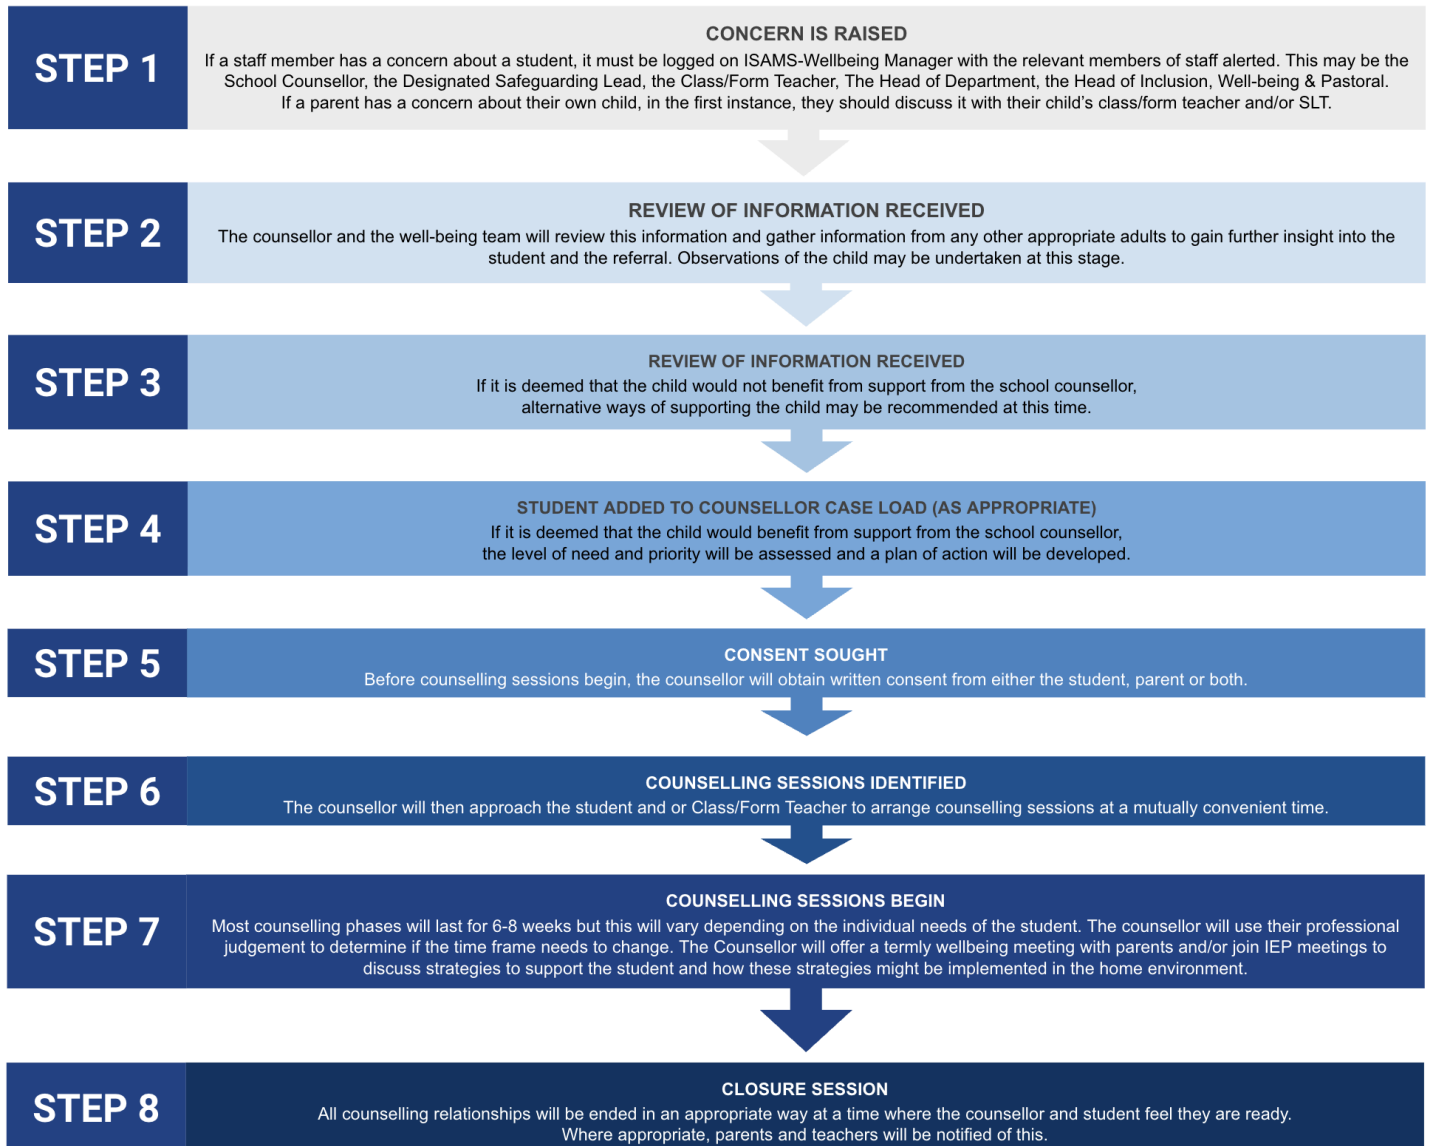 STEP 1
CONCERN IS RAISED
If a staff member has a concern about a student, it must be logged on ISAMS-Wellbeing Manager with the relevant members of staff alerted. This may be the
School Counsellor, the Designated Safeguarding Lead, the Class/Form Teacher, The Head of Department, the Head of Inclusion, Well-being & Pastoral.
If a parent has a concern about their own child, in the first instance, they should discuss it with their child's class/form teacher and/or SLT.
STEP 2
REVIEW OF INFORMATION RECEIVED
The counsellor and the well-being team will review this information and gather information from any other appropriate adults to gain further insight into the
student and the referral. Observations of the child may be undertaken at this stage.
STEP 3
REVIEW OF INFORMATION RECEIVED
If it is deemed that the child would not benefit from support from the school counsellor,
alternative ways of supporting the child may be recommended at this time.
STEP 4
STUDENT ADDED TO COUNSELLOR CASE LOAD (AS APPROPRIATE)
If it is deemed that the child would benefit from support from the school counsellor,
the level of need and priority will be assessed and a plan of action will be developed.
STEP 5
CONSENT SOUGHT
Before counselling sessions begin, the counsellor will obtain written consent from either the student, parent or both.
STEP 6
COUNSELLING SESSIONS IDENTIFIED
The counsellor will then approach the student and or Class/Form Teacher to arrange counselling sessions at a mutually convenient time.
STEP 7
COUNSELLING SESSIONS BEGIN
Most counselling phases will last for 6-8 weeks but this will vary depending on the individual needs of the student. The counsellor will use their professional
judgement to determine if the time frame needs to change. The Counsellor will offer a termly wellbeing meeting with parents and/or join IEP meetings to
discuss strategies to support the student and how these strategies might be implemented in the home environment.
STEP 8
CLOSURE SESSION
All counselling relationships will be ended in an appropriate way at a time where the counsellor and student feel they are ready.
Where appropriate, parents and teachers will be notified of this.